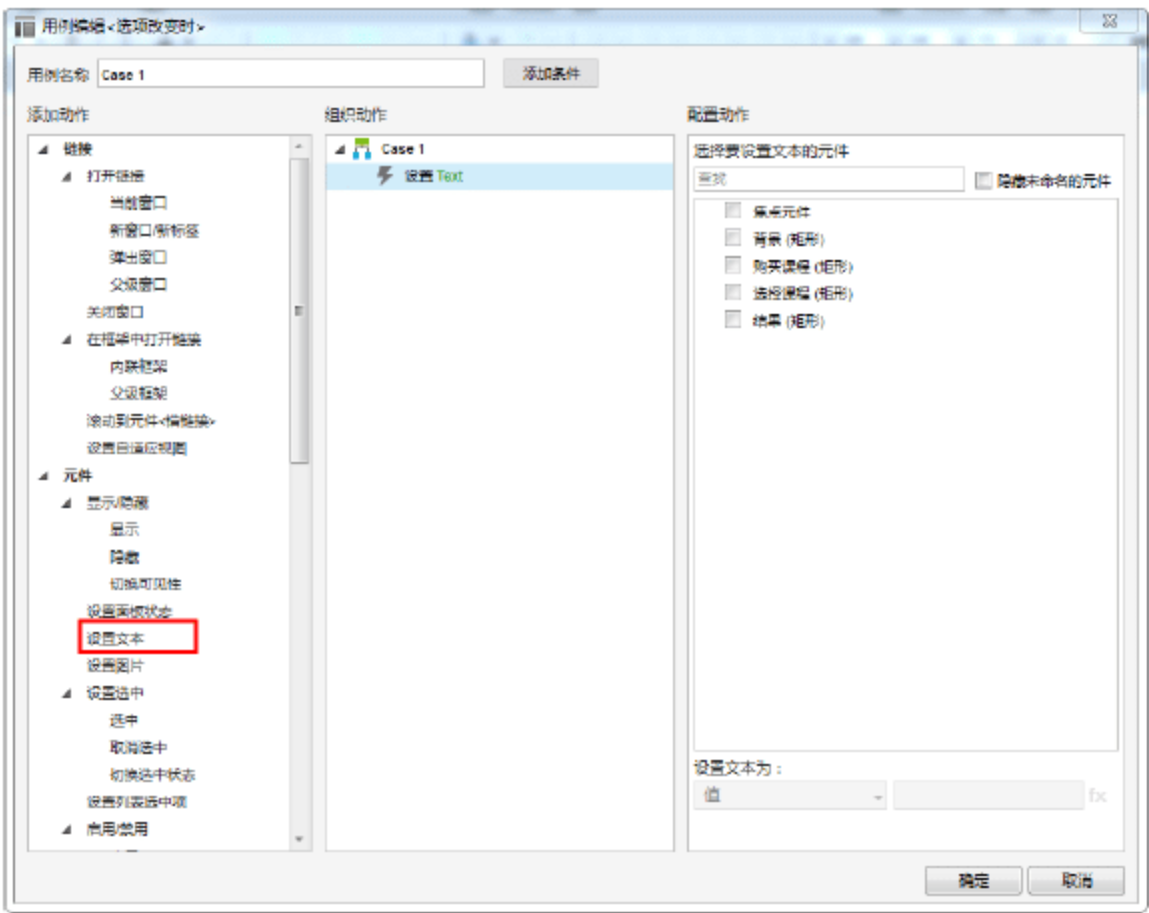 用例编辑<选项改变时>
用例名称 Case 1 添加条件
添加动作
链接
打开链接
当前窗口
新窗口/新标签
弹出窗口
父级窗口
关闭窗口
在框架中打开链接
内联框架
父级框架
滚动到元件<锚链接>
设置自适应视图
元件
显示/隐藏
显示
隐藏
切换可见性
设置面板状态
设置文本
设置图片
设置选中
选中
取消选中
切换选中状态
设置列表选中项
启用/禁用
组织动作
Case 1
设置 Text
配置动作
选择要设置文本的元件
查找 隐藏未命名的元件
焦点元件
背景 (矩形)
购买课程 (矩形)
选择课程 (矩形)
结果 (矩形)
设置文本为：
值 fx
确定 取消